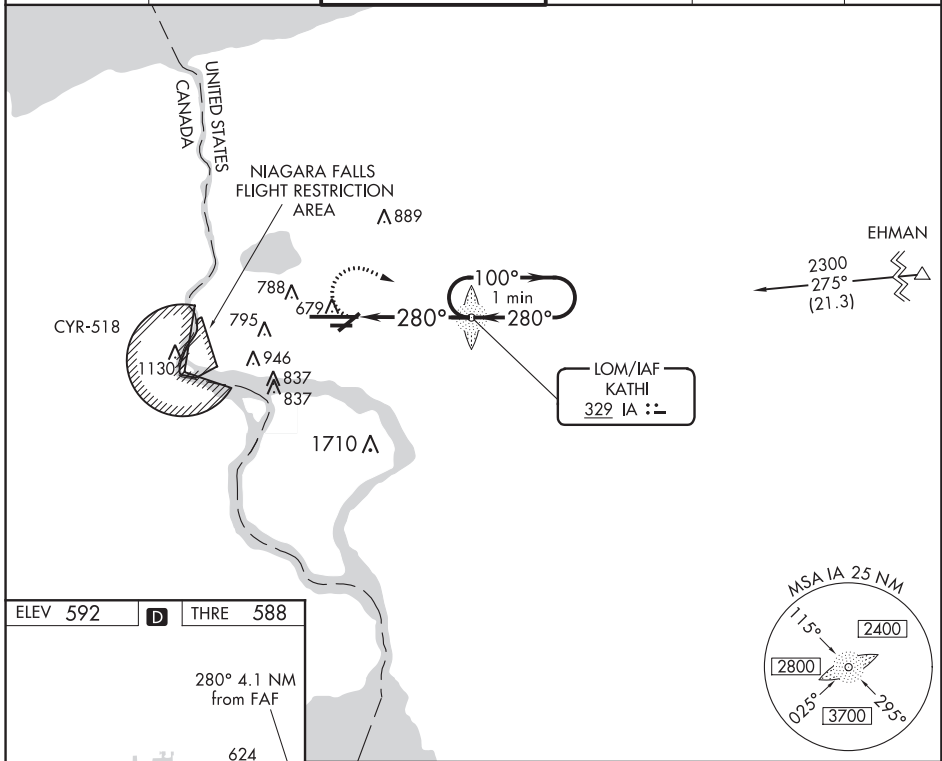 UNITED STATES
CANADA
NIAGARA FALLS
FLIGHT RESTRICTION
AREA
889
EHMAN
2300
275°
(21.3)
100°
1 min
280°
280°
788
679
795
CYR-518
1130
946
837
837
LOM/IAF
KATHI
329 IA
1710
MSA IA 25 NM
115°
2400
2800
025°
3700
295°
ELEV 592
D
THRE 588
280° 4.1 NM
from FAF
624